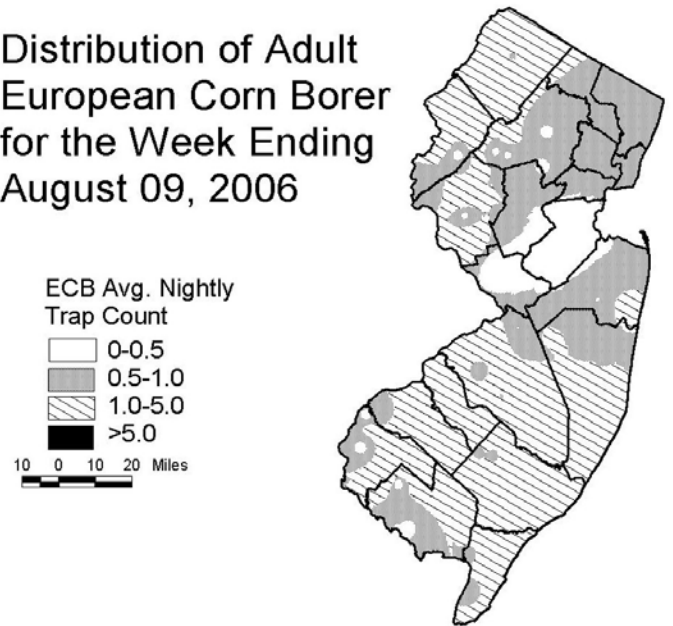 Distribution of Adult
European Corn Borer
for the Week Ending
August 09, 2006
ECB Avg. Nightly
Trap Count
0-0.5
0.5-1.0
1.0-5.0
>5.0
10 0 10 20 Miles